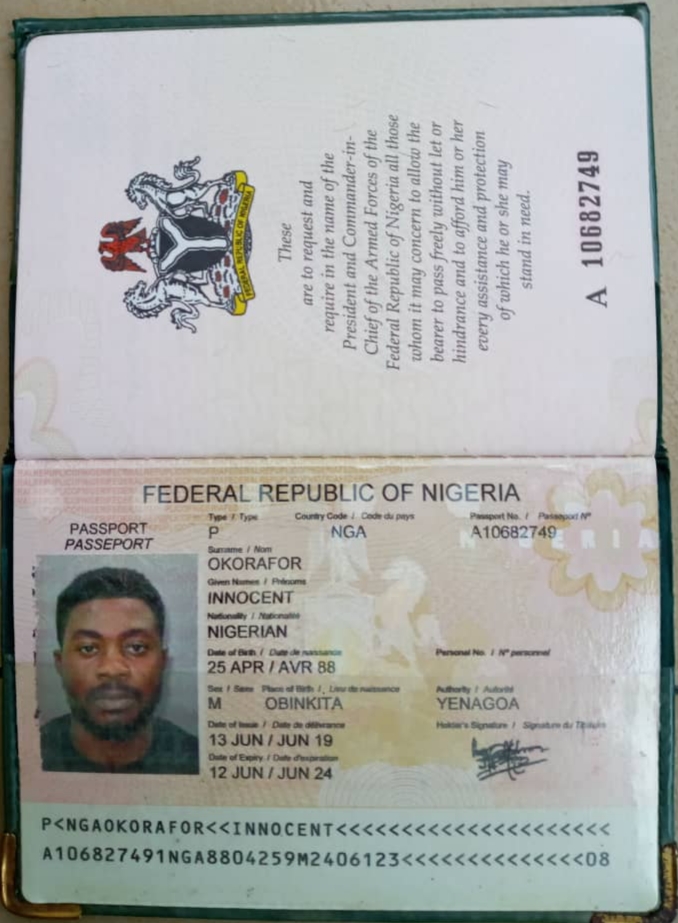 FEDERAL REPUBLIC OF NIGERIA
These
are to request and
require in the name of the
President and Commander-in-
Chief of the Armed Forces of the
Federal Republic of Nigeria all those
whom it may concern to allow the
bearer to pass freely without let or
hindrance and to afford him or her
every assistance and protection
of which he or she may
stand in need.
A 10682749
FEDERAL REPUBLIC OF NIGERIA
PASSPORT
PASSEPORT
Type / Type Country Code / Code du pays Passport No. / Passeport N°
P NGA A10682749
Surname / Nom
OKORAFOR
Given Names / Prénoms
INNOCENT
Nationality / Nationalité
NIGERIAN
Date of Birth / Date de naissance Personal No. / N° personnel
25 APR / AVR 88
Sex / Sexe Place of Birth / Lieu de naissance Authority / Autorité
M OBINKITA YENAGOA
Date of Issue / Date de délivrance Holder's Signature / Signature du Titulaire
13 JUN / JUN 19
Date of Expiry / Date d'expiration
12 JUN / JUN 24
P<NGAOKORAFOR<<INNOCENT<<<<<<<<<<<<<<<<<<<<<
A106827491NGA8804259M2406123<<<<<<<<<<<<<<08